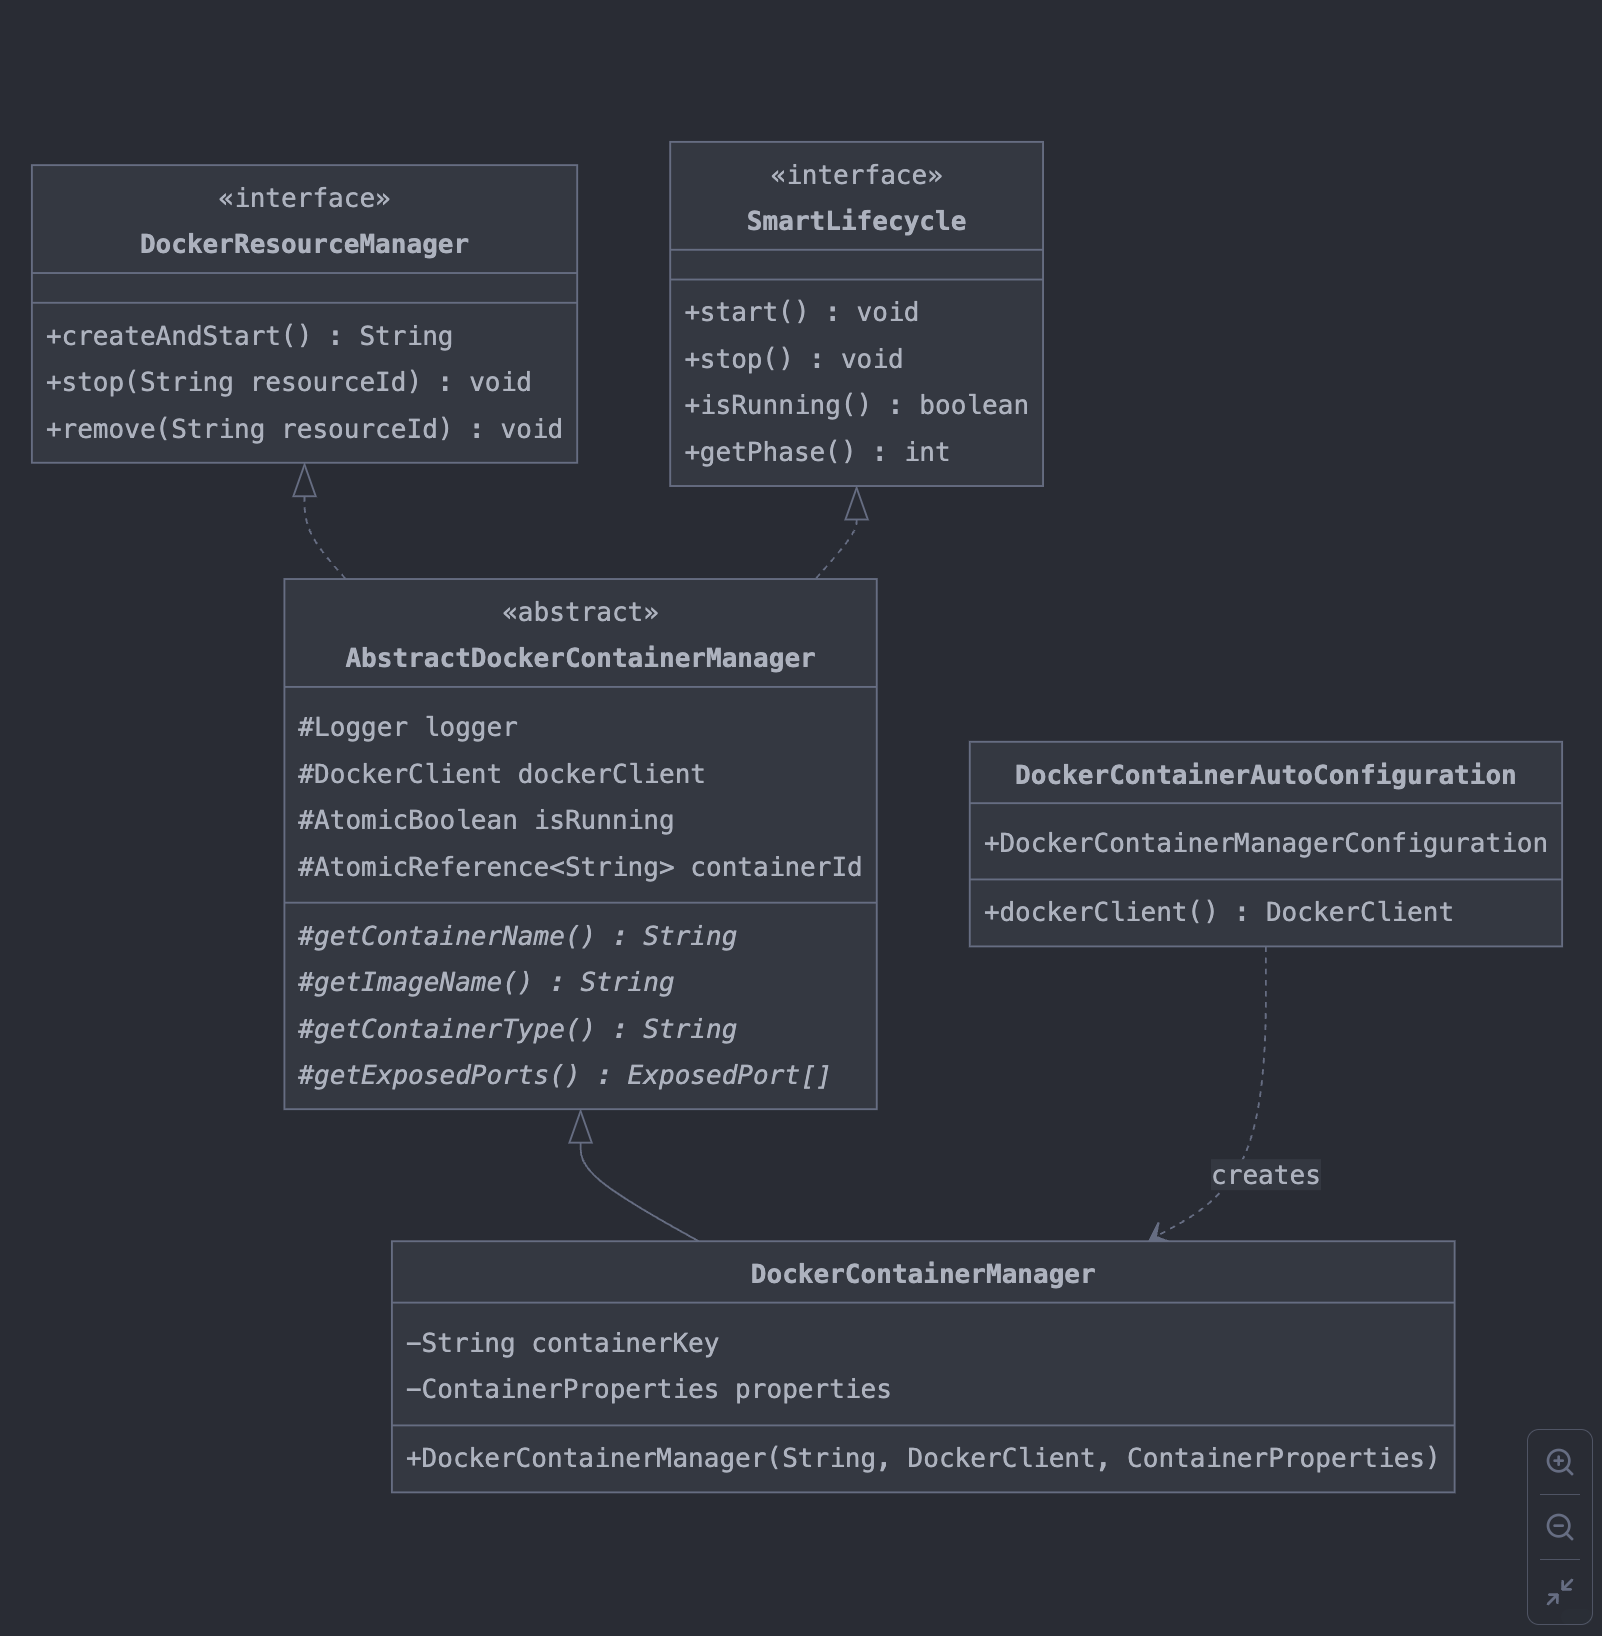 «interface»
DockerResourceManager
+createAndStart() : String
+stop(String resourceId) : void
+remove(String resourceId) : void
«interface»
SmartLifecycle
+start() : void
+stop() : void
+isRunning() : boolean
+getPhase() : int
«abstract»
AbstractDockerContainerManager
#Logger logger
#DockerClient dockerClient
#AtomicBoolean isRunning
#AtomicReference<String> containerId
#getContainerName() : String
#getImageName() : String
#getContainerType() : String
#getExposedPorts() : ExposedPort[]
DockerContainerAutoConfiguration
+DockerContainerManagerConfiguration
+dockerClient() : DockerClient
creates
DockerContainerManager
-String containerKey
-ContainerProperties properties
+DockerContainerManager(String, DockerClient, ContainerProperties)